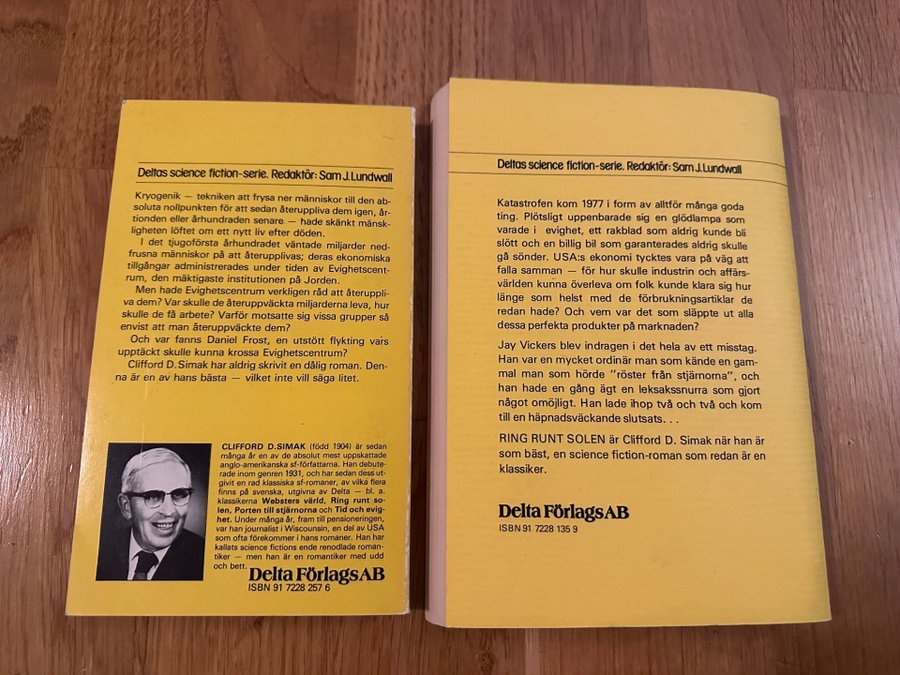 Deltas science fiction-serie. Redaktör: Sam J. Lundwall
Kryogenik — tekniken att frysa ner människor till den ab-
soluta nollpunkten för att sedan återuppliva dem igen, år-
tionden eller århundraden senare — hade skänkt mänsk-
ligheten löftet om ett nytt liv efter döden.
I det tjugoförsta århundradet väntade miljarder ned-
frusna människor på att återupplivas; deras ekonomiska
tillgångar administrerades under tiden av Evighetscent-
rum, den mäktigaste institutionen på Jorden.
Men hade Evighetscentrum verkligen råd att återuppli-
va dem? Var skulle de återuppväckta miljarderna leva, hur
skulle de få arbete? Varför motsatte sig vissa grupper så
envist att man återuppväckte dem?
Och var fanns Daniel Frost, en utstött flykting vars
upptäckt skulle kunna krossa Evighetscentrum?
Clifford D. Simak har aldrig skrivit en dålig roman. Den-
na är en av hans bästa — vilket inte vill säga litet.
CLIFFORD D. SIMAK (född 1904) är sedan
många år en av de absolut mest uppskattade
anglo-amerikanska sf-författarna. Han debute-
rade inom genren 1931, och har sedan dess ut-
givit en rad klassiska sf-romaner, av vilka flera
finns på svenska, utgivna av Delta — bl. a.
klassikerna Websters värld, Ring runt so-
len, Porten till stjärnorna och Tid och evig-
het. Under många år, fram till pensioneringen,
var han journalist i Wiscounsin, en del av USA
som ofta förekommer i hans romaner. Han har
kallats science fictions ende renodlade roman-
tiker — men han är en romantiker med udd
och bett.
Delta Förlags AB
ISBN 91 7228 257 6
Deltas science fiction-serie. Redaktör: Sam J. Lundwall
Katastrofen kom 1977 i form av alltför många goda
ting. Plötsligt uppenbarade sig en glödlampa som
varade i evighet, ett rakblad som aldrig kunde bli
slött och en billig bil som garanterades aldrig skulle
gå sönder. USA:s ekonomi tycktes vara på väg att
falla samman — för hur skulle industrin och affärs-
världen kunna överleva om folk kunde klara sig hur
länge som helst med de förbrukningsartiklar de
redan hade? Och vem var det som släppte ut alla
dessa perfekta produkter på marknaden?
Jay Vickers blev indragen i det hela av ett misstag.
Han var en mycket ordinär man som kände en gam-
mal man som hörde "röster från stjärnorna", och
han hade en gång ägt en leksakssnurra som gjort
något omöjligt. Han lade ihop två och två och kom
till en häpnadsväckande slutsats. . .
RING RUNT SOLEN är Clifford D. Simak när han är
som bäst, en science fiction-roman som redan är en
klassiker.
Delta Förlags AB
ISBN 91 7228 135 9